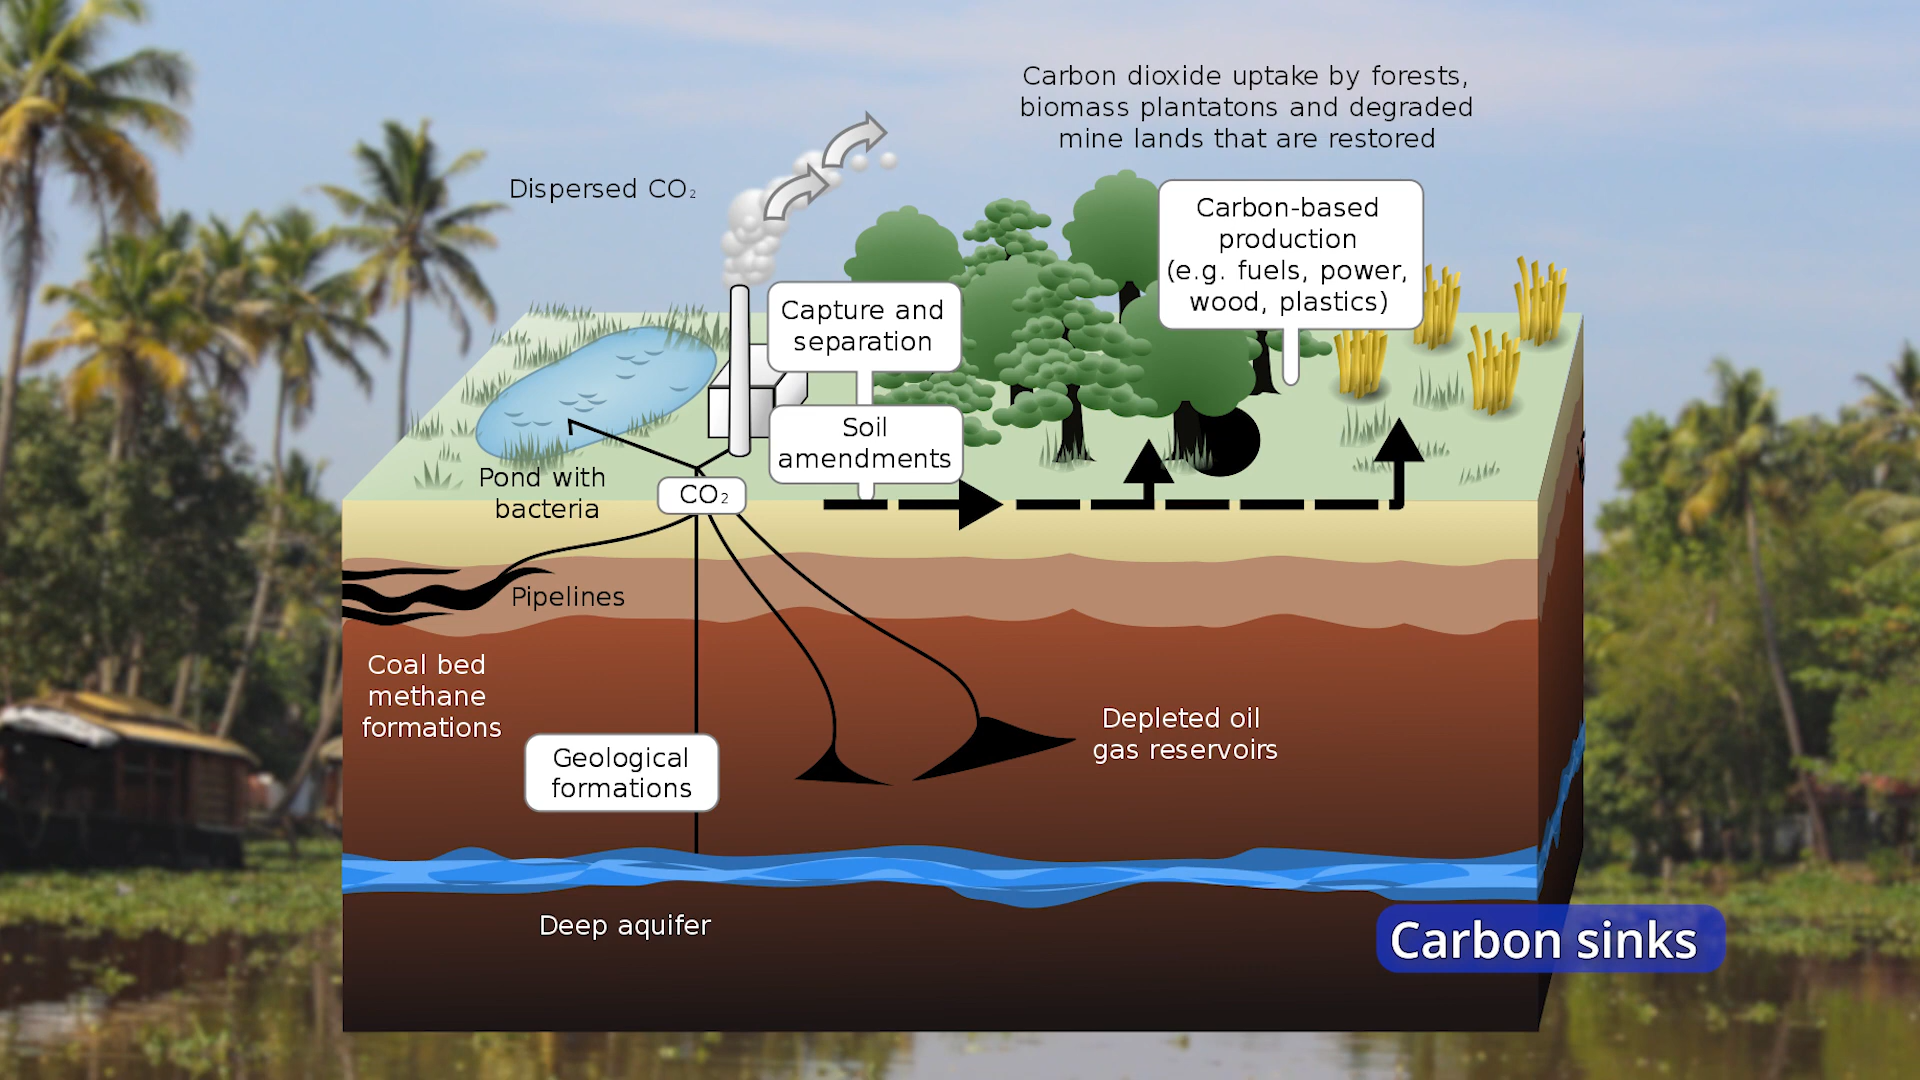 Carbon dioxide uptake by forests,
biomass plantatons and degraded
mine lands that are restored
Dispersed CO₂
Carbon-based
production
(e.g. fuels, power,
wood, plastics)
Capture and
separation
Soil
amendments
Pond with
bacteria
CO₂
Pipelines
Coal bed
methane
formations
Geological
formations
Depleted oil
gas reservoirs
Deep aquifer
Carbon sinks